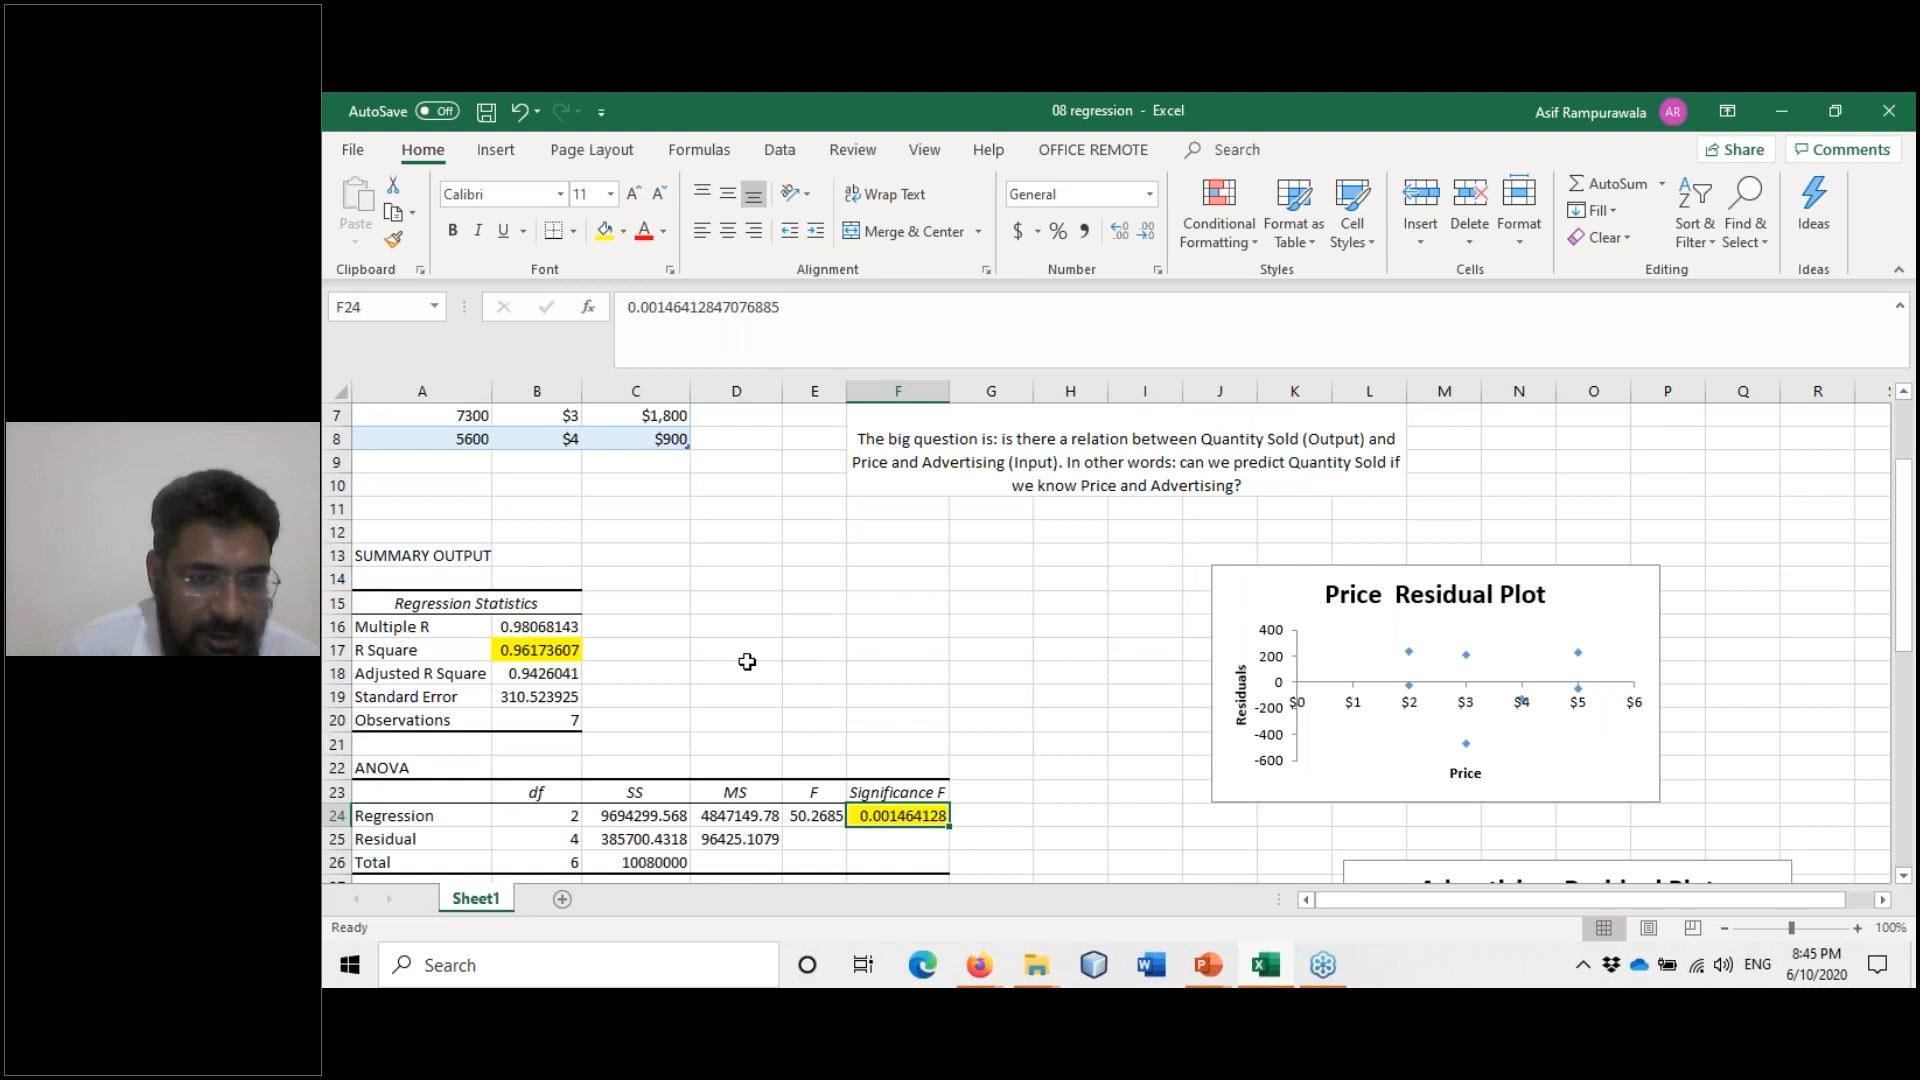 AutoSave Off
08 regression - Excel
Asif Rampurawala AR
File Home Insert Page Layout Formulas Data Review View Help OFFICE REMOTE Search
Share Comments
Paste
Clipboard
Calibri 11
B I U
Font
Wrap Text
Merge & Center
Alignment
General
$ %
Number
Conditional Formatting
Format as Table
Cell Styles
Styles
Insert Delete Format
Cells
AutoSum
Fill
Clear
Sort & Filter
Find & Select
Editing
Ideas
Ideas
F24 fx 0.00146412847076885
A B C D E F G H I J K L M N O P Q R
7 7300 $3 $1,800
8 5600 $4 $900
9
10
The big question is: is there a relation between Quantity Sold (Output) and
Price and Advertising (Input). In other words: can we predict Quantity Sold if
we know Price and Advertising?
11
12
13 SUMMARY OUTPUT
14
15 Regression Statistics
16 Multiple R 0.98068143
17 R Square 0.96173607
18 Adjusted R Square 0.9426041
19 Standard Error 310.523925
20 Observations 7
21
22 ANOVA
23 df SS MS F Significance F
24 Regression 2 9694299.568 4847149.78 50.2685 0.001464128
25 Residual 4 385700.4318 96425.1079
26 Total 6 10080000
Price Residual Plot
Residuals
400
200
0
-200
-400
-600
$0 $1 $2 $3 $4 $5 $6
Price
Sheet1
Ready
100%
Search
ENG
8:45 PM
6/10/2020